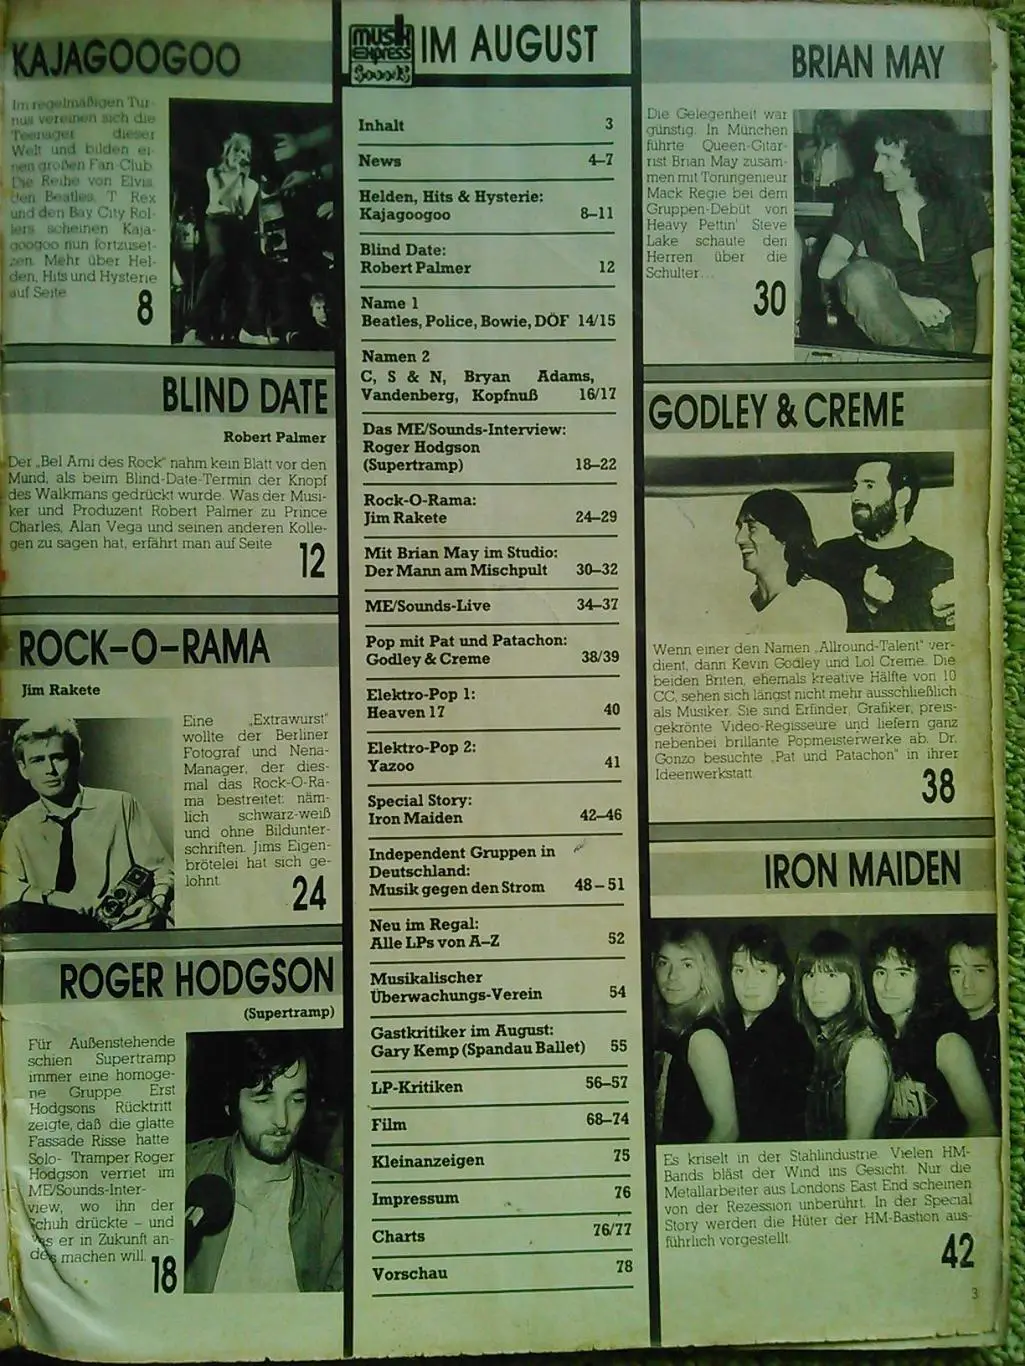 KAJAGOOGOO
Im regelmäßigen Tur-
nus vereinen sich die
Teenager dieser
Welt und bilden ei-
nen großen Fan-Club.
Die Reihe von Elvis,
den Beatles, T. Rex
und den Bay City Rol-
lers scheinen Kaja-
googoo nun fortzuset-
zen. Mehr über Hel-
den, Hits und Hysterie
auf Seite
8
BLIND DATE
Robert Palmer
Der „Bel Ami des Rock“ nahm kein Blatt vor den
Mund, als beim Blind-Date-Termin der Knopf
des Walkmans gedrückt wurde. Was der Musi-
ker und Produzent Robert Palmer zu Prince
Charles, Alan Vega und seinen anderen Kolle-
gen zu sagen hat, erfährt man auf Seite
12
ROCK-O-RAMA
Jim Rakete
Eine „Extrawurst“
wollte der Berliner
Fotograf und Nena-
Manager, der dies-
mal das Rock-O-Ra-
ma bestreitet: näm-
lich schwarz-weiß
und ohne Bildunter-
schriften. Jims Eigen-
brötelei hat sich ge-
lohnt.
24
ROGER HODGSON
(Supertramp)
Für Außenstehende
schien Supertramp
immer eine homoge-
ne Gruppe. Erst
Hodgsons Rücktritt
zeigte, daß die glatte
Fassade Risse hatte.
Solo- Tramper Roger
Hodgson verriet im
ME/Sounds-Inter-
view, wo ihn der
Schuh drückte – und
was er in Zukunft an-
des machen will.
18
musik
express
Sounds
IM AUGUST
Inhalt 3
News 4–7
Helden, Hits & Hysterie:
Kajagoogoo 8–11
Blind Date:
Robert Palmer 12
Name 1
Beatles, Police, Bowie, DÖF 14/15
Namen 2
C, S & N, Bryan Adams,
Vandenberg, Kopfnuß 16/17
Das ME/Sounds-Interview:
Roger Hodgson
(Supertramp) 18–22
Rock-O-Rama:
Jim Rakete 24–29
Mit Brian May im Studio:
Der Mann am Mischpult 30–32
ME/Sounds-Live 34–37
Pop mit Pat und Patachon:
Godley & Creme 38/39
Elektro-Pop 1:
Heaven 17 40
Elektro-Pop 2:
Yazoo 41
Special Story:
Iron Maiden 42–46
Independent Gruppen in
Deutschland:
Musik gegen den Strom 48–51
Neu im Regal:
Alle LPs von A–Z 52
Musikalischer
Überwachungs-Verein 54
Gastkritiker im August:
Gary Kemp (Spandau Ballet) 55
LP-Kritiken 56–57
Film 68–74
Kleinanzeigen 75
Impressum 76
Charts 76/77
Vorschau 78
BRIAN MAY
Die Gelegenheit war
günstig. In München
führte Queen-Gitar-
rist Brian May zusam-
men mit Toningenieur
Mack Regie bei dem
Gruppen-Debüt von
Heavy Pettin'. Steve
Lake schaute den
Herren über die
Schulter...
30
GODLEY & CREME
Wenn einer den Namen „Allround-Talent“ ver-
dient, dann Kevin Godley und Lol Creme. Die
beiden Briten, ehemals kreative Hälfte von 10
CC, sehen sich längst nicht mehr ausschließlich
als Musiker. Sie sind Erfinder, Grafiker, preis-
gekrönte Video-Regisseure und liefern ganz
nebenbei brillante Popmeisterwerke ab. Dr.
Gonzo besuchte „Pat und Patachon“ in ihrer
Ideenwerkstatt.
38
IRON MAIDEN
Es kriselt in der Stahlindustrie. Vielen HM-
Bands bläst der Wind ins Gesicht. Nur die
Metallarbeiter aus Londons East End scheinen
von der Rezession unberührt. In der Special
Story werden die Hüter der HM-Bastion aus-
führlich vorgestellt.
42
3